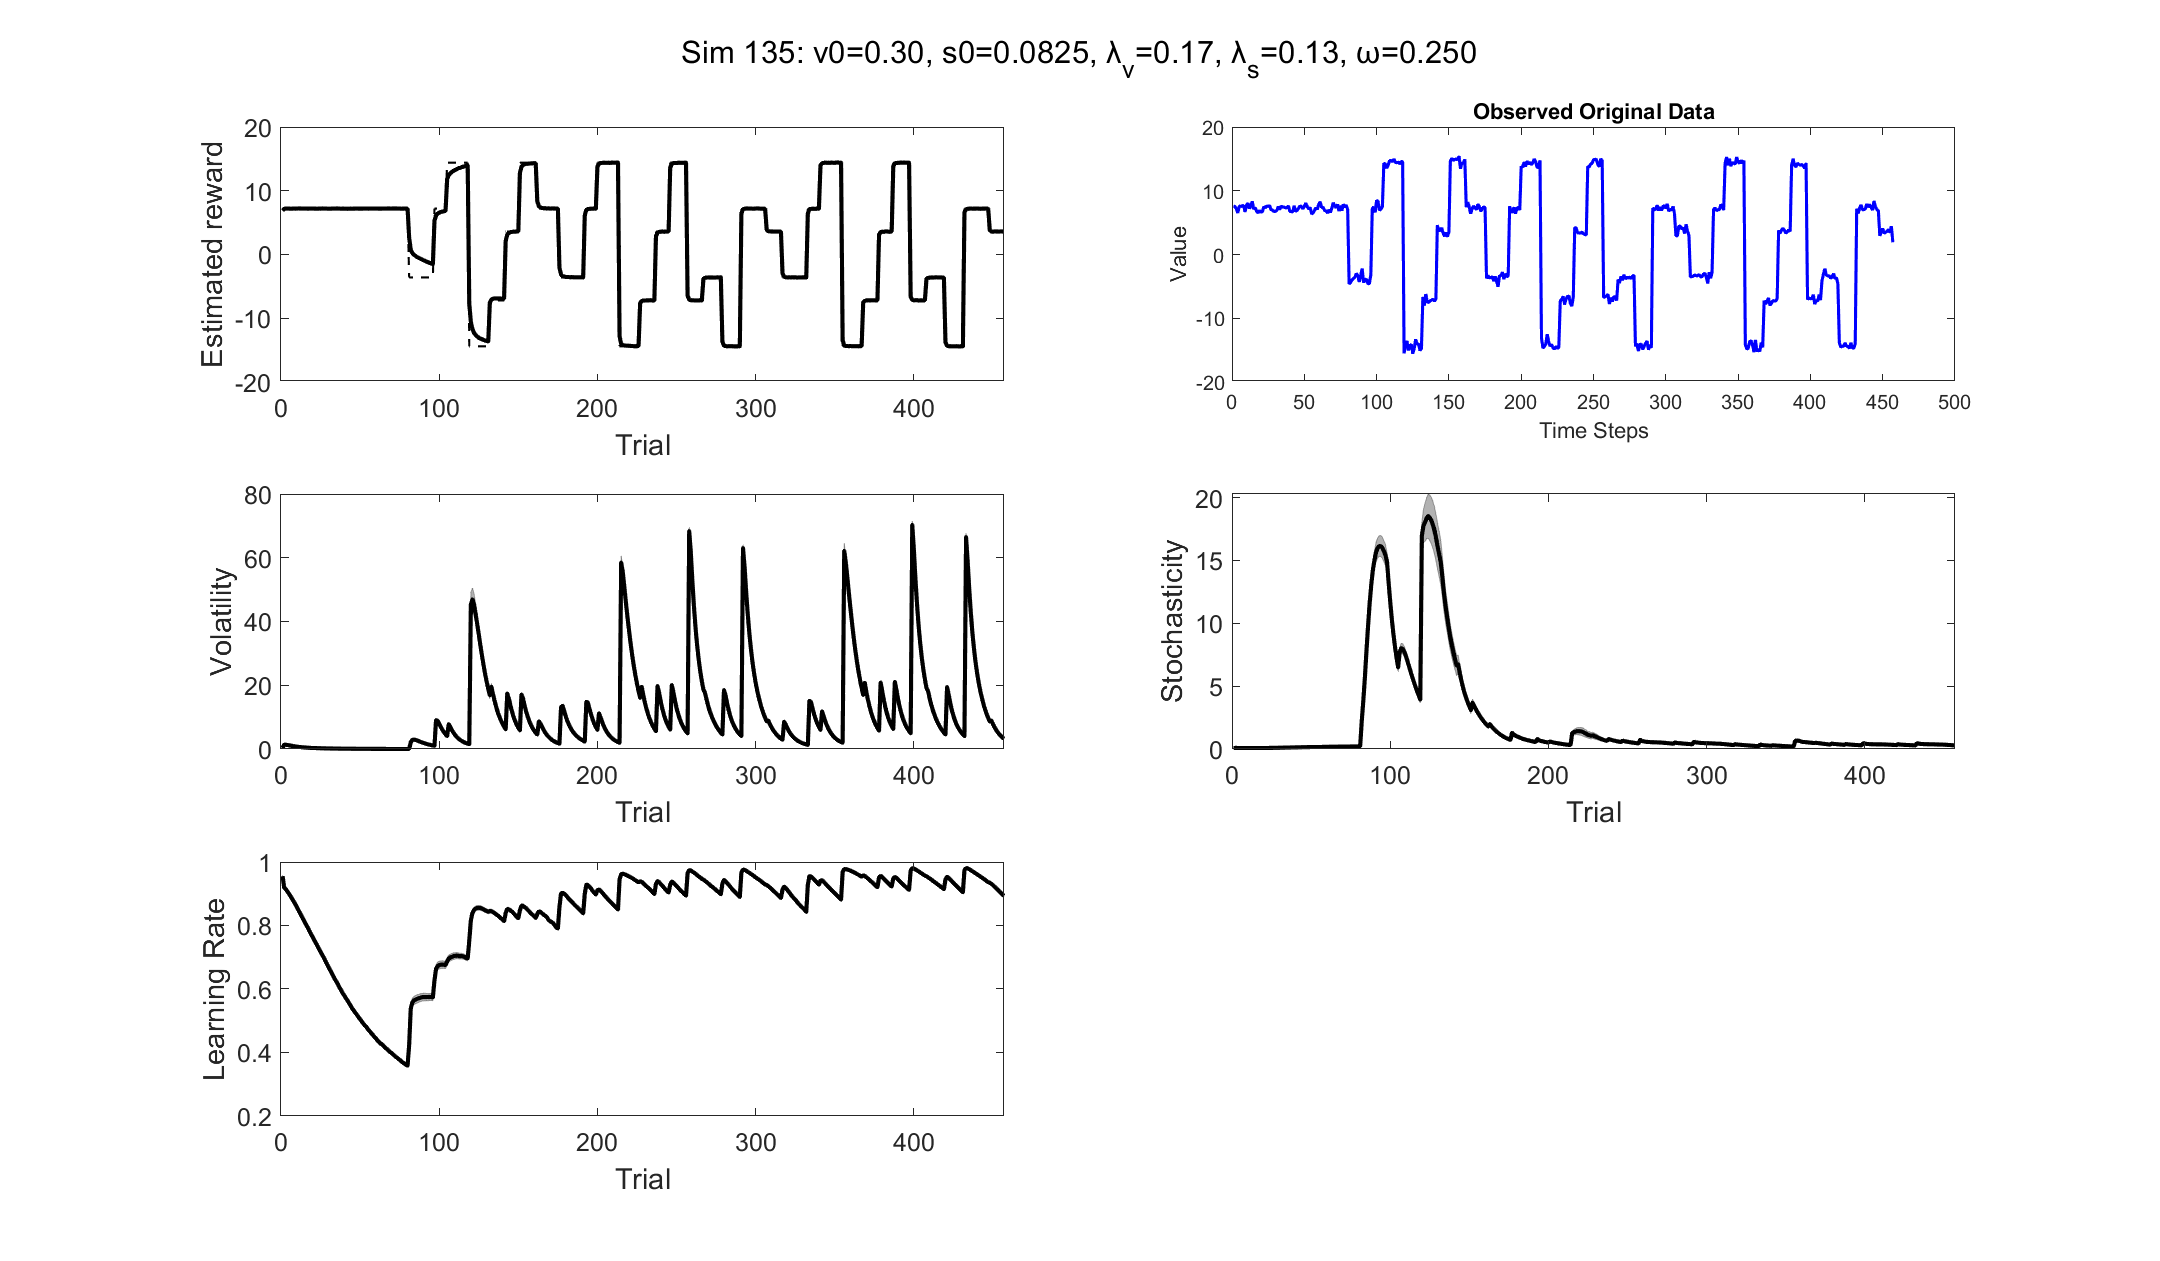 Sim 135: v0=0.30, s0=0.0825, λv=0.17, λs=0.13, ω=0.250
20
10
0
-10
-20
Estimated reward
0 100 200 300 400
Trial
Observed Original Data
20
10
0
-10
-20
Value
0 50 100 150 200 250 300 350 400 450 500
Time Steps
80
60
40
20
0
Volatility
0 100 200 300 400
Trial
20
15
10
5
0
Stochasticity
0 100 200 300 400
Trial
1
0.8
0.6
0.4
0.2
Learning Rate
0 100 200 300 400
Trial